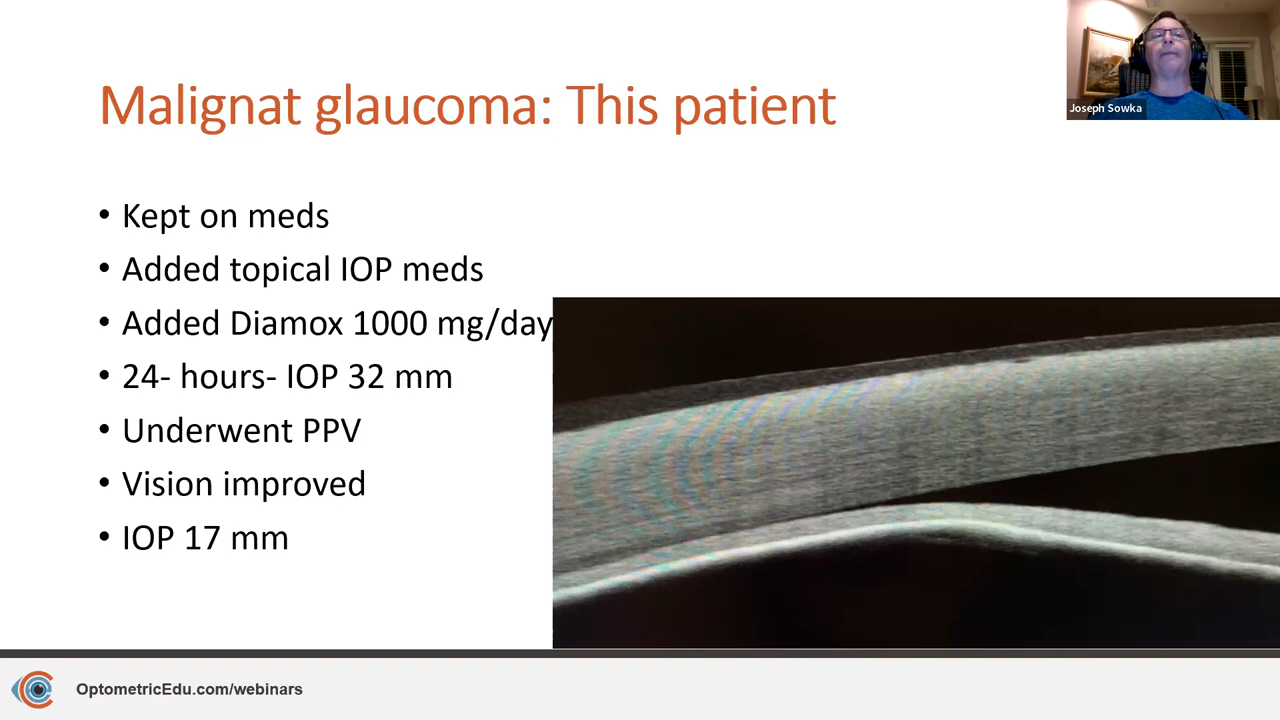 Malignat glaucoma: This patient
Joseph Sowka
• Kept on meds
• Added topical IOP meds
• Added Diamox 1000 mg/day
• 24- hours- IOP 32 mm
• Underwent PPV
• Vision improved
• IOP 17 mm
OptometricEdu.com/webinars